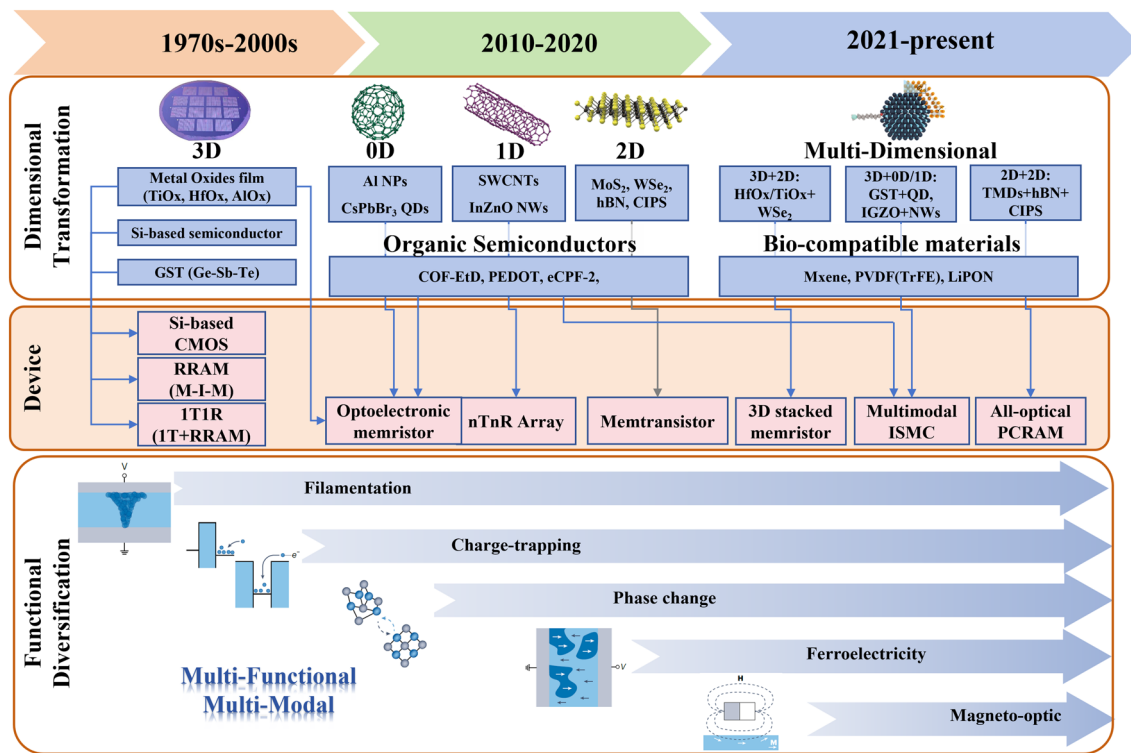 1970s-2000s
2010-2020
2021-present
Dimensional
Transformation
3D
0D
1D
2D
Multi-Dimensional
Metal Oxides film
(TiOx, HfOx, AlOx)
Si-based semiconductor
GST (Ge-Sb-Te)
Al NPs
CsPbBr₃ QDs
SWCNTs
InZnO NWs
MoS₂, WSe₂,
hBN, CIPS
3D+2D:
HfOx/TiOx+
WSe₂
3D+0D/1D:
GST+QD,
IGZO+NWs
2D+2D:
TMDs+hBN+
CIPS
Organic Semiconductors
COF-EtD, PEDOT, eCPF-2,
Bio-compatible materials
Mxene, PVDF(TrFE), LiPON
Device
Si-based
CMOS
RRAM
(M-I-M)
1T1R
(1T+RRAM)
Optoelectronic
memristor
nTnR Array
Memtransistor
3D stacked
memristor
Multimodal
ISMC
All-optical
PCRAM
Functional
Diversification
V
Filamentation
e⁻
Charge-trapping
Phase change
V
Ferroelectricity
H
M
Magneto-optic
Multi-Functional
Multi-Modal